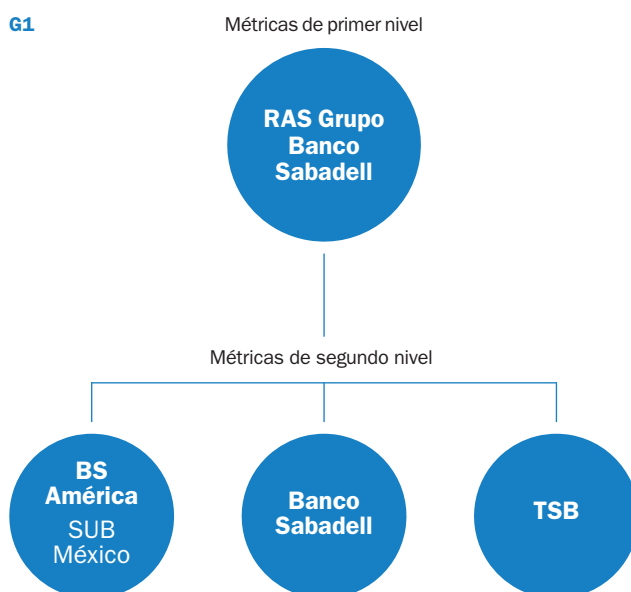 G1
Métricas de primer nivel
RAS Grupo
Banco
Sabadell
Métricas de segundo nivel
BS
América
SUB
México
Banco
Sabadell
TSB